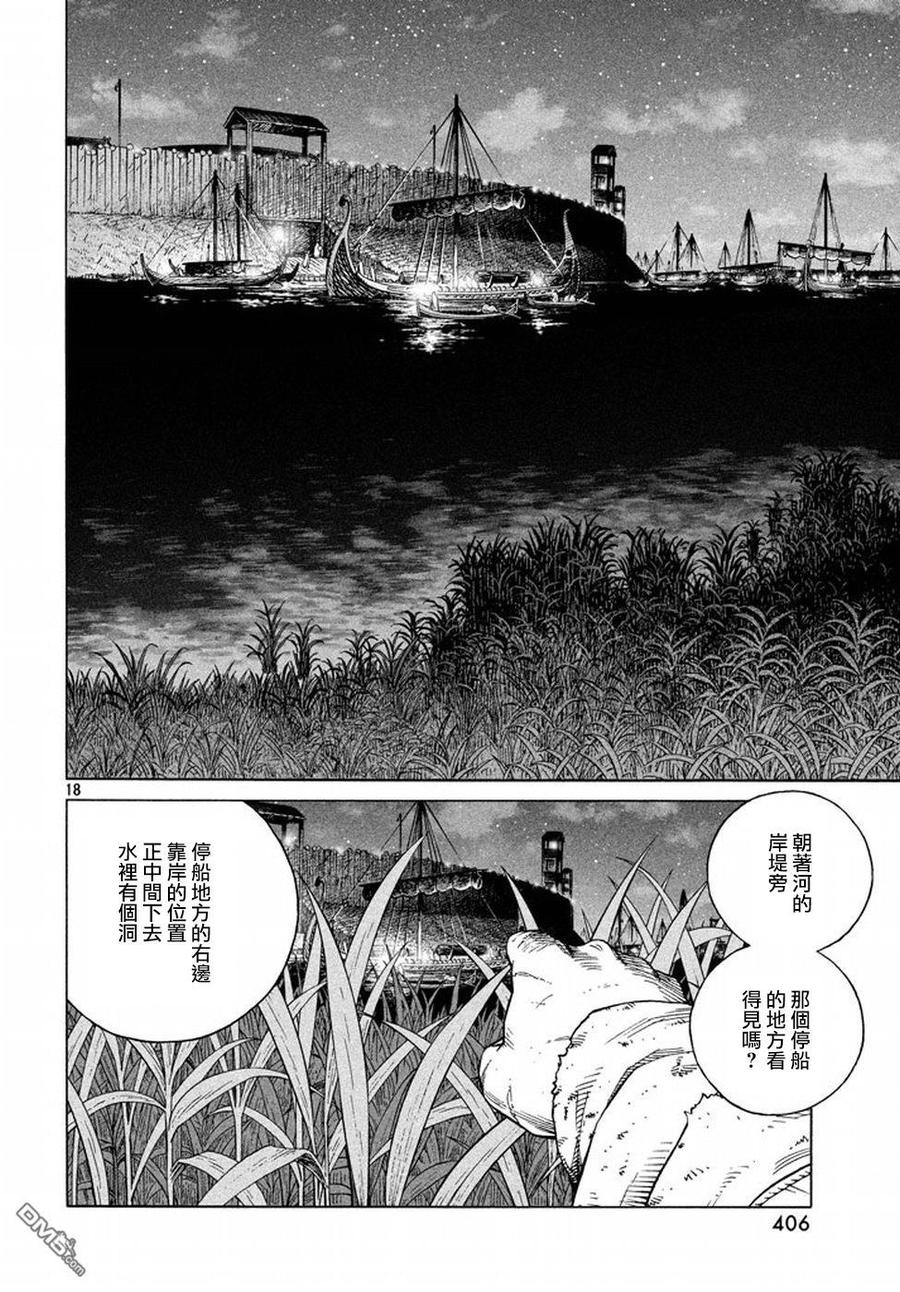 18
朝著河的
岸堤旁
那個停船
的地方看
得見嗎?
停船地方的右邊
靠岸的位置
正中間下去
水裡有個洞
406
DM5.com